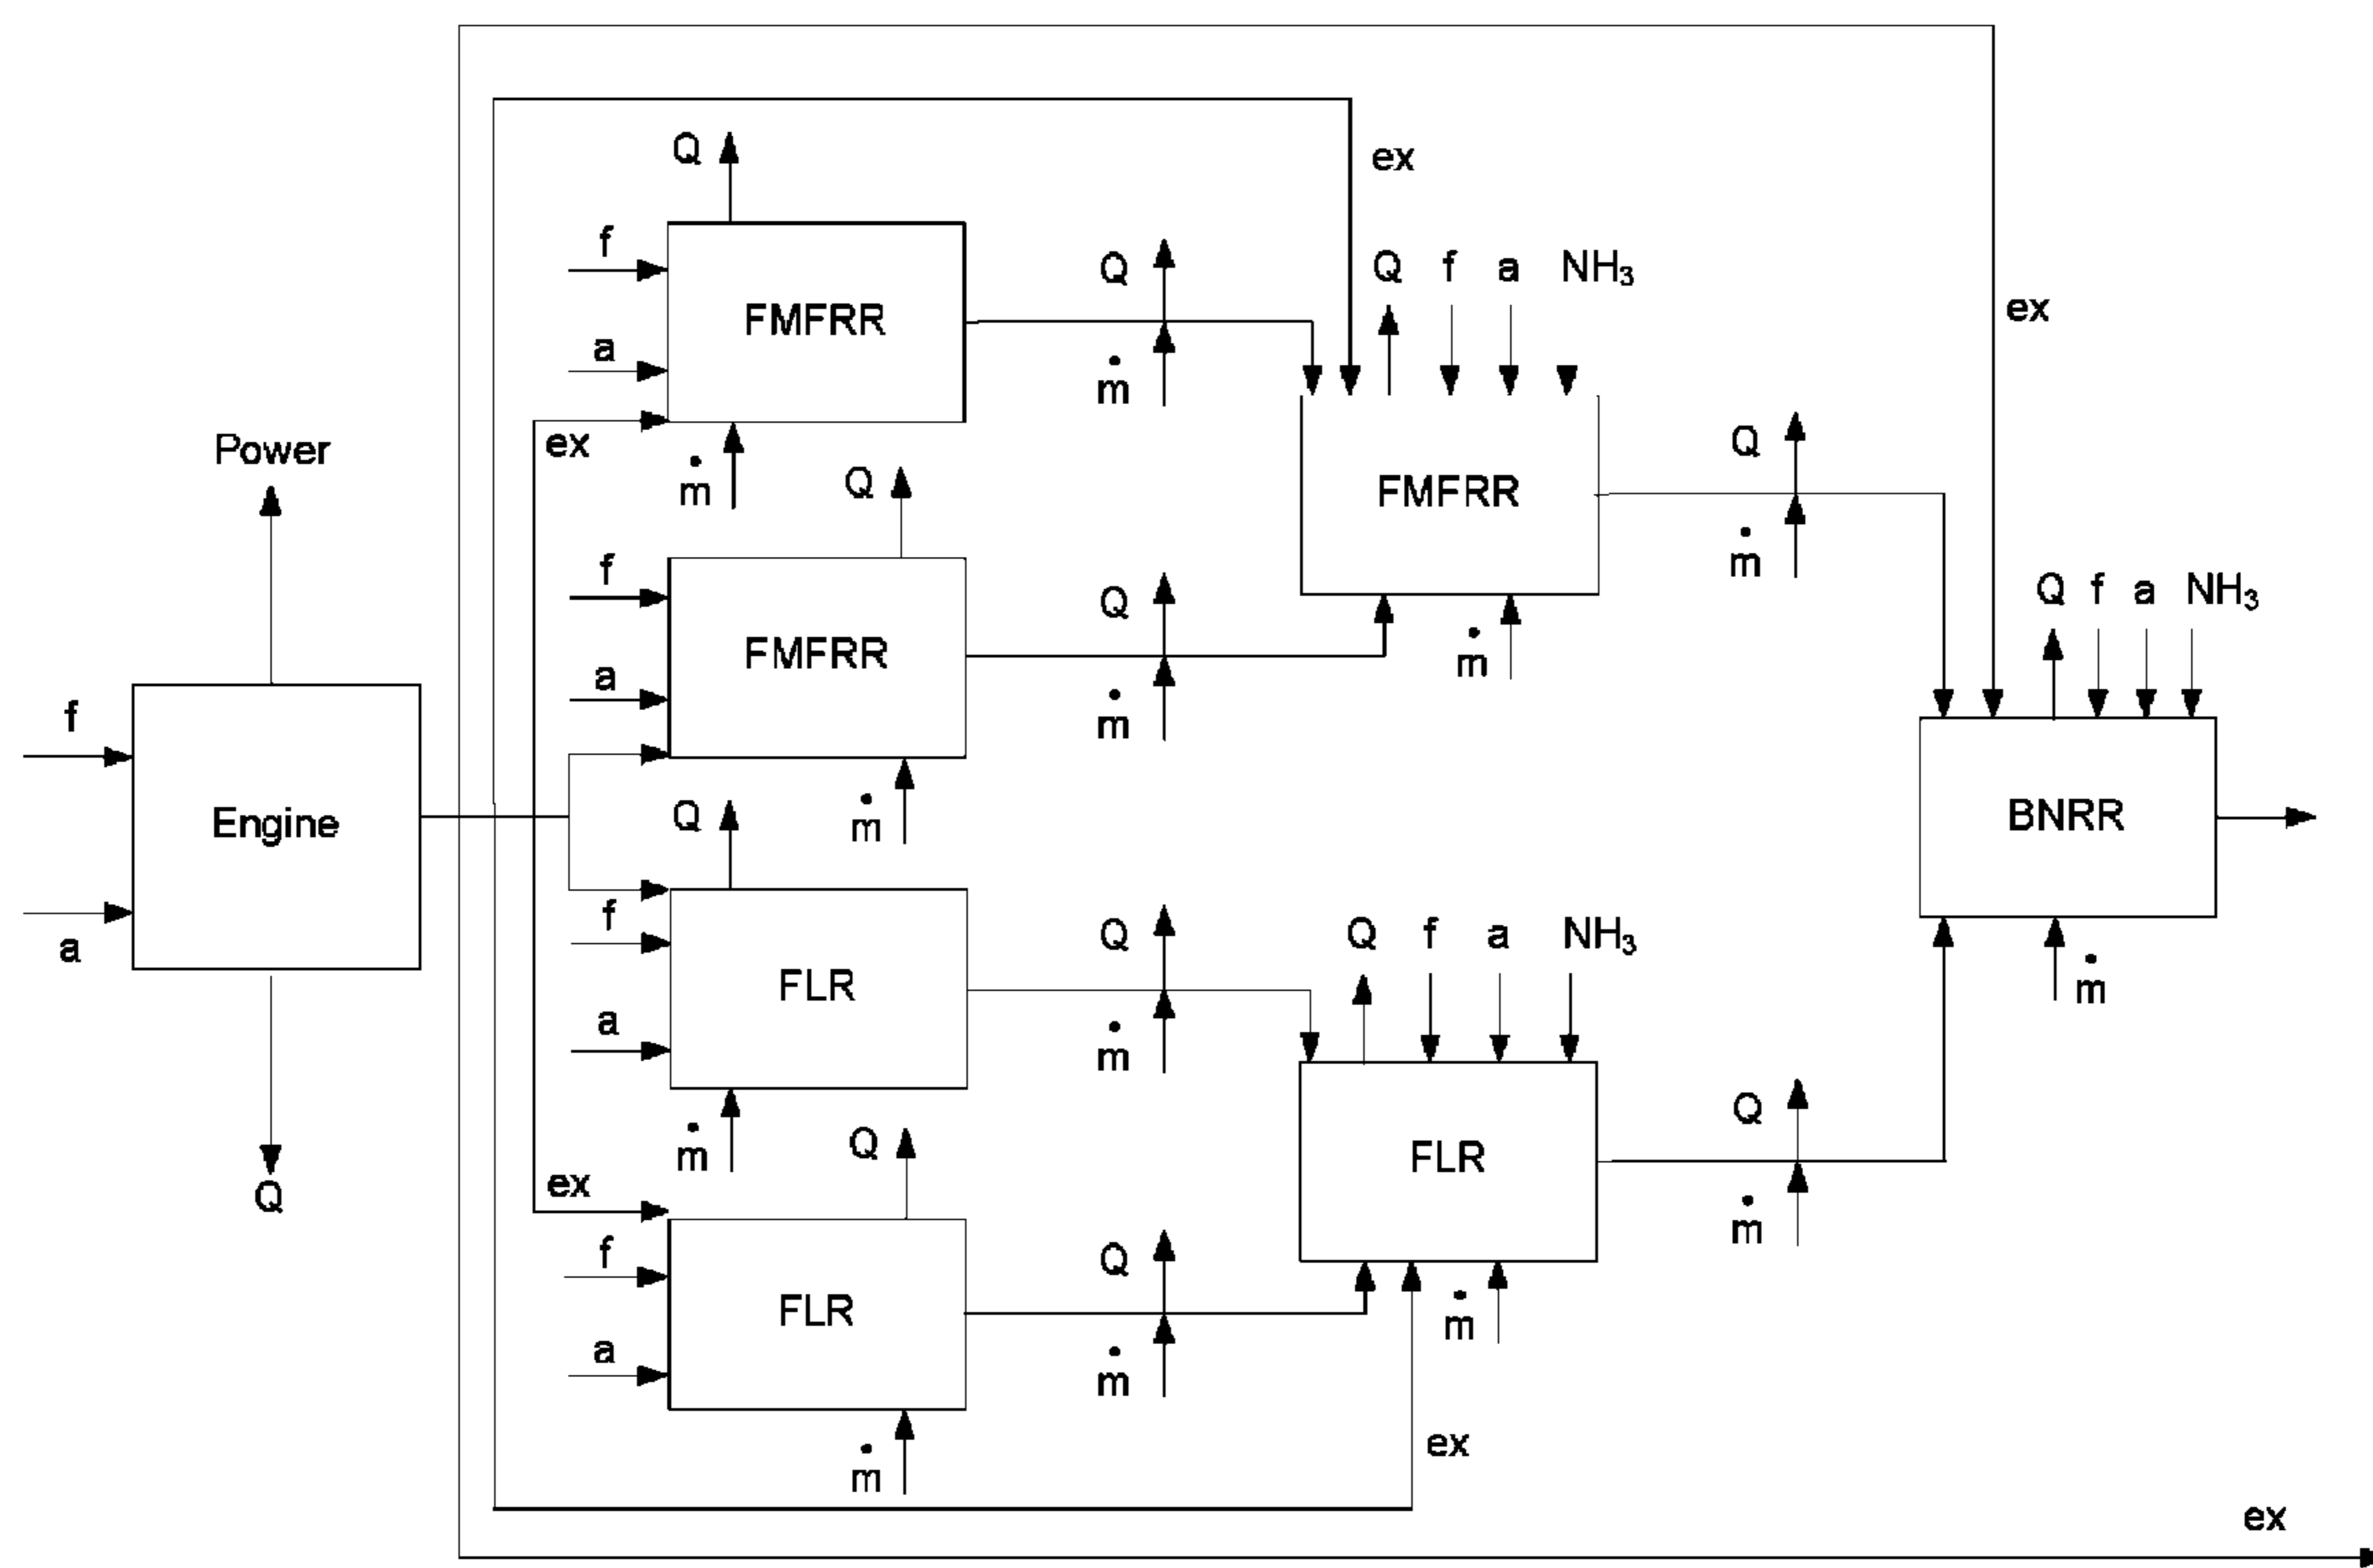 Power
f
Engine
a
Q
Q
f
FMFRR
a
ex
ṁ
Q
f
FMFRR
a
ṁ
Q
f
FLR
a
ṁ
Q
ex
f
FLR
a
ṁ
Q
ṁ
Q
ṁ
Q
ṁ
Q
ṁ
ex
Q f a NH₃
FMFRR
ṁ
Q f a NH₃
FLR
ṁ
ex
Q
ṁ
Q
ṁ
ex
Q f a NH₃
BNRR
ṁ
ex